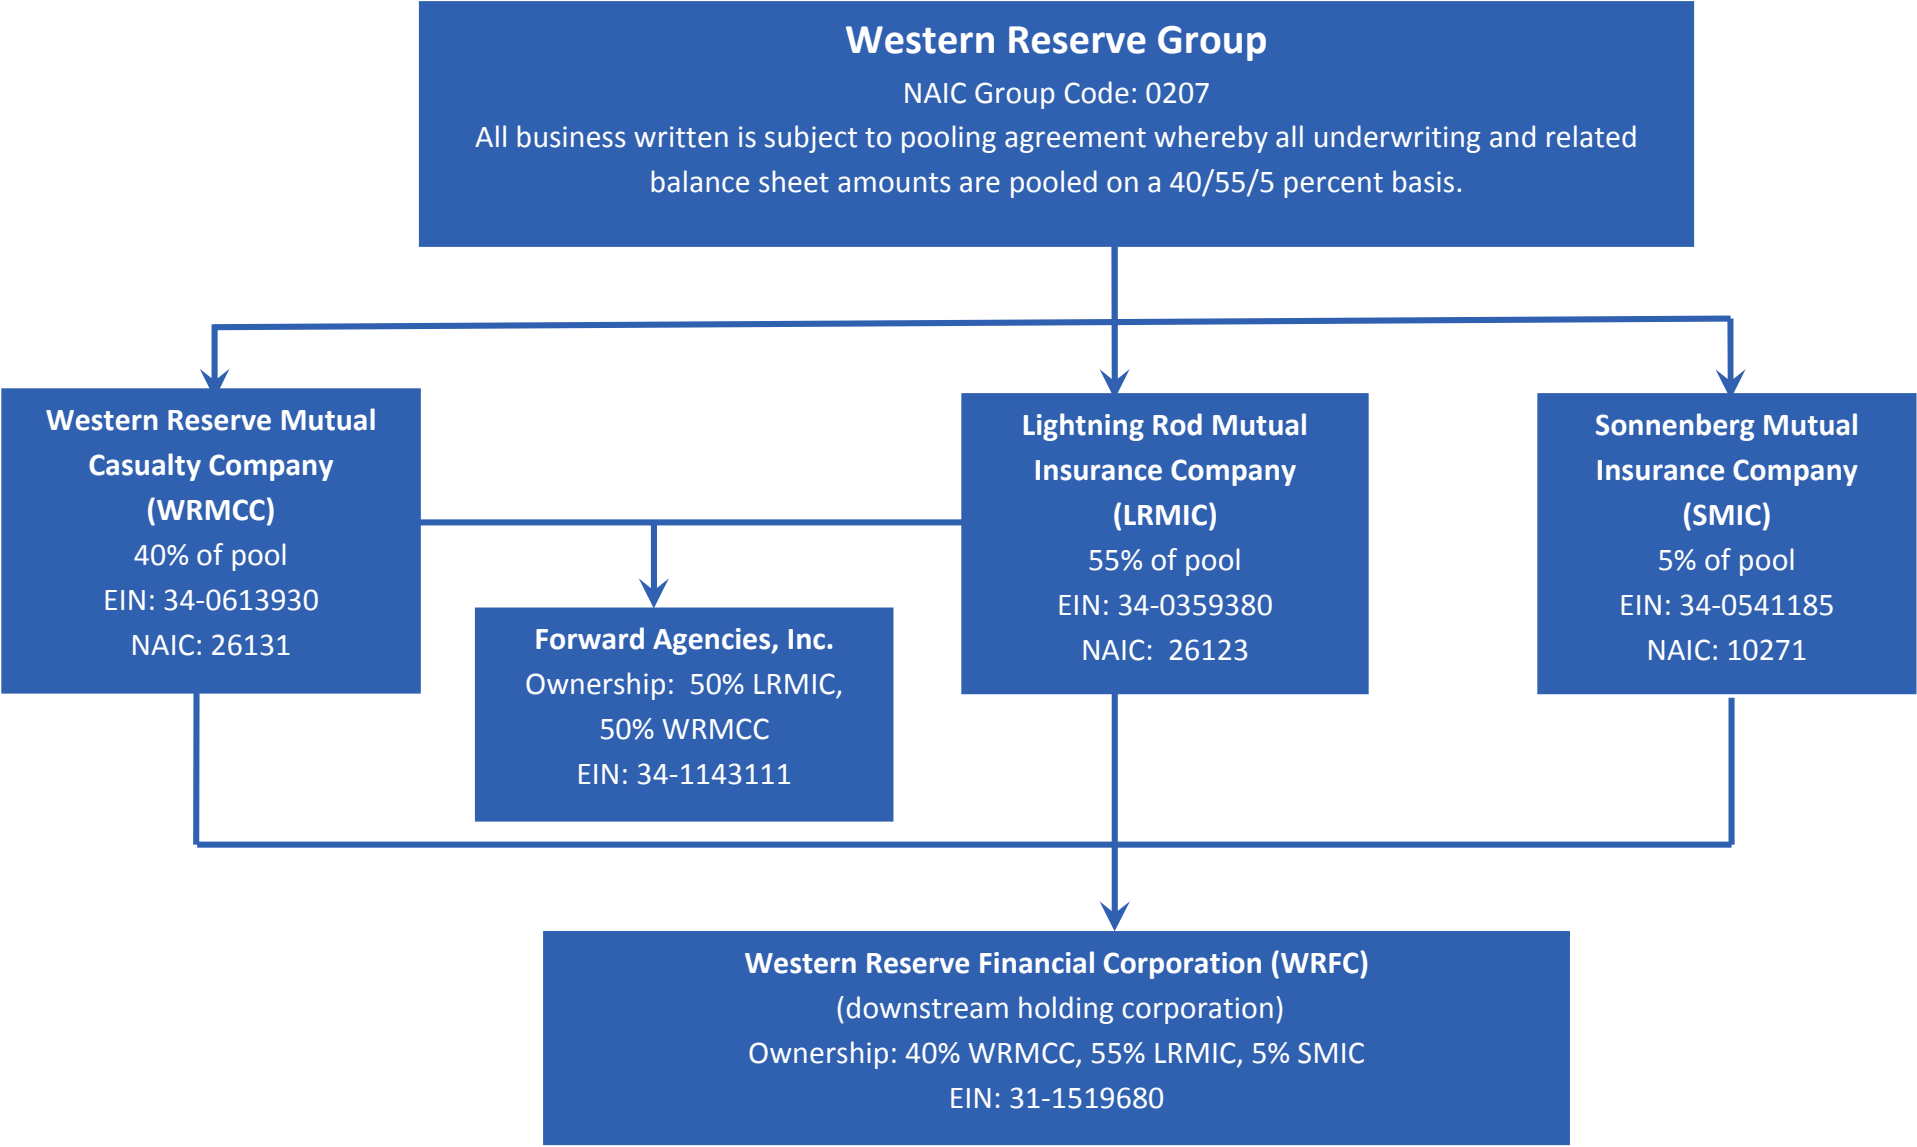 Western Reserve Group
NAIC Group Code: 0207
All business written is subject to pooling agreement whereby all underwriting and related
balance sheet amounts are pooled on a 40/55/5 percent basis.
Western Reserve Mutual
Casualty Company
(WRMCC)
40% of pool
EIN: 34-0613930
NAIC: 26131
Lightning Rod Mutual
Insurance Company
(LRMIC)
55% of pool
EIN: 34-0359380
NAIC:  26123
Sonnenberg Mutual
Insurance Company
(SMIC)
5% of pool
EIN: 34-0541185
NAIC: 10271
Forward Agencies, Inc.
Ownership:  50% LRMIC,
50% WRMCC
EIN: 34-1143111
Western Reserve Financial Corporation (WRFC)
(downstream holding corporation)
Ownership: 40% WRMCC, 55% LRMIC, 5% SMIC
EIN: 31-1519680